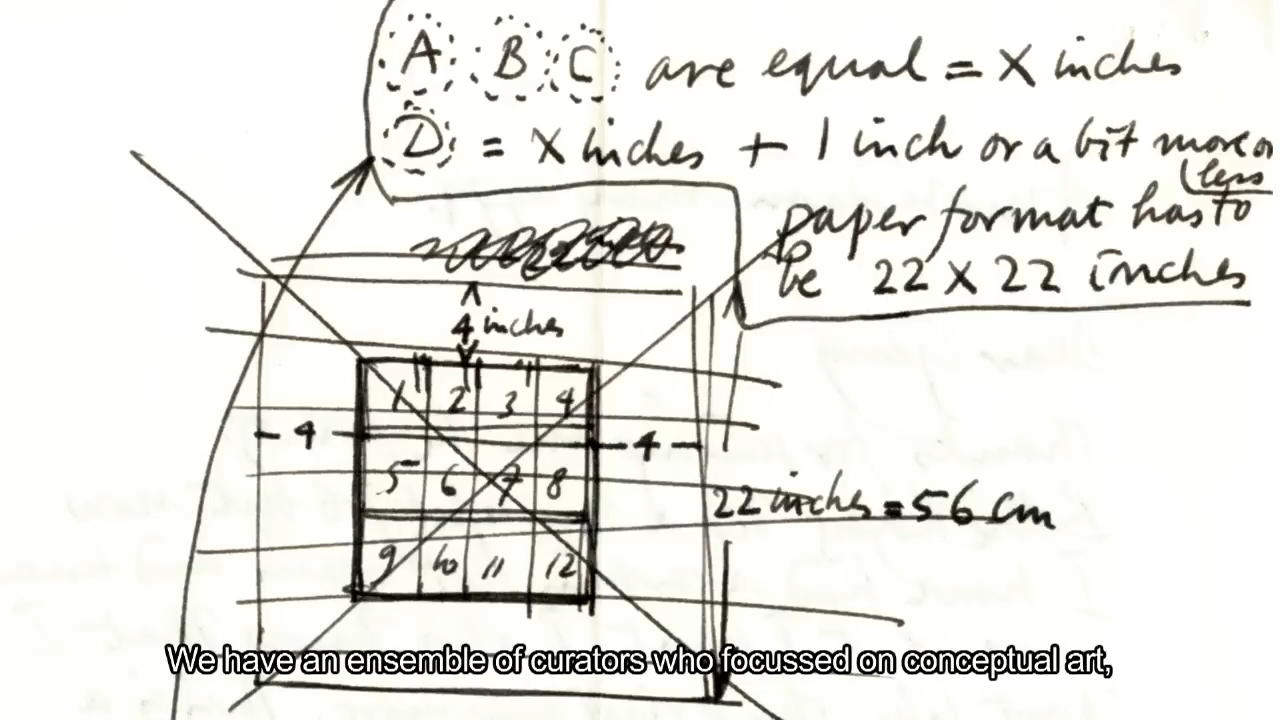 A B C are equal = X inches
D = X inches + 1 inch or a bit more or
less
paper format has to
be 22 X 22 inches
4 inches
1 2 3 4
- 4 - - 4 -
5 6 7 8
22 inches = 56 cm
9 10 11 12
We have an ensemble of curators who focussed on conceptual art,